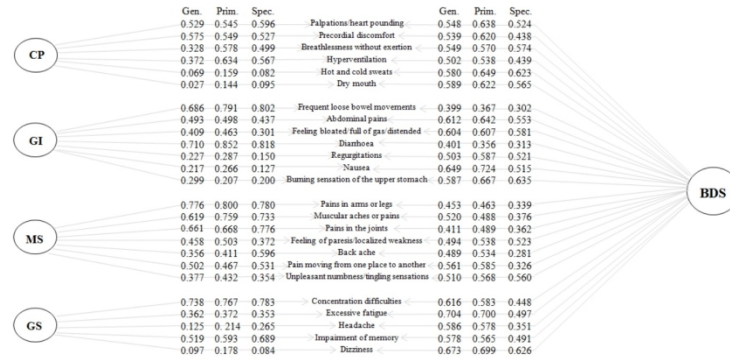 Gen. Prim. Spec. Gen. Prim. Spec.
0.529 0.545 0.596 Palpations/heart pounding 0.548 0.638 0.524
0.575 0.549 0.527 Precordial discomfort 0.539 0.620 0.438
0.328 0.578 0.499 Breathlessness without exertion 0.549 0.570 0.574
CP
0.372 0.634 0.567 Hyperventilation 0.502 0.538 0.439
0.069 0.159 0.082 Hot and cold sweats 0.580 0.649 0.623
0.027 0.144 0.095 Dry mouth 0.589 0.622 0.565
0.686 0.791 0.802 Frequent loose bowel movements 0.399 0.367 0.302
0.493 0.498 0.437 Abdominal pains 0.612 0.642 0.553
GI
0.409 0.463 0.301 Feeling bloated/full of gas/distended 0.604 0.607 0.581
0.710 0.852 0.818 Diarrhoea 0.401 0.356 0.313
0.227 0.287 0.150 Regurgitations 0.503 0.587 0.521
0.217 0.266 0.127 Nausea 0.649 0.724 0.515
0.299 0.207 0.200 Burning sensation of the upper stomach 0.587 0.667 0.635
BDS
0.776 0.800 0.780 Pains in arms or legs 0.453 0.463 0.339
0.619 0.759 0.733 Muscular aches or pains 0.520 0.488 0.376
0.661 0.668 0.776 Pains in the joints 0.411 0.489 0.362
MS
0.458 0.503 0.372 Feeling of paresis/localized weakness 0.494 0.538 0.523
0.356 0.411 0.596 Back ache 0.489 0.534 0.281
0.502 0.467 0.531 Pain moving from one place to another 0.561 0.585 0.326
0.377 0.432 0.354 Unpleasant numbness/tingling sensations 0.510 0.568 0.560
0.738 0.767 0.783 Concentration difficulties 0.616 0.583 0.448
0.362 0.372 0.353 Excessive fatigue 0.704 0.700 0.497
GS
0.125 0. 214 0.265 Headache 0.586 0.578 0.351
0.519 0.593 0.689 Impairment of memory 0.578 0.565 0.491
0.097 0.178 0.084 Dizziness 0.673 0.699 0.626